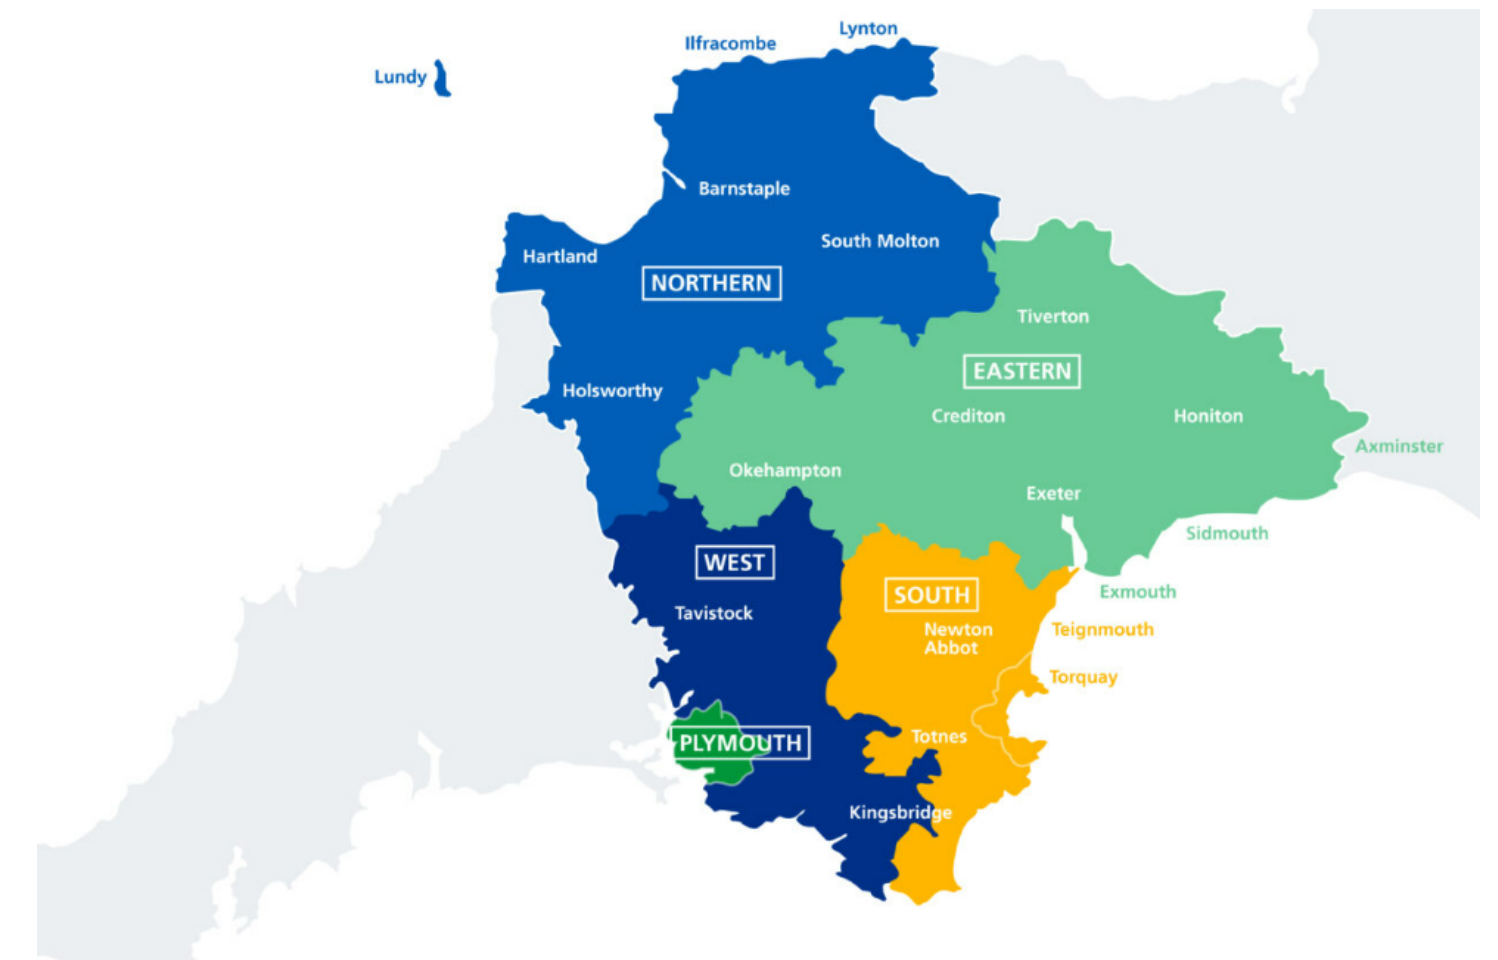 Lynton
Ilfracombe
Lundy
Barnstaple
South Molton
Hartland
NORTHERN
Tiverton
EASTERN
Holsworthy
Crediton
Honiton
Axminster
Okehampton
Exeter
Sidmouth
WEST
Exmouth
SOUTH
Tavistock
Newton
Abbot
Teignmouth
Torquay
Totnes
PLYMOUTH
Kingsbridge